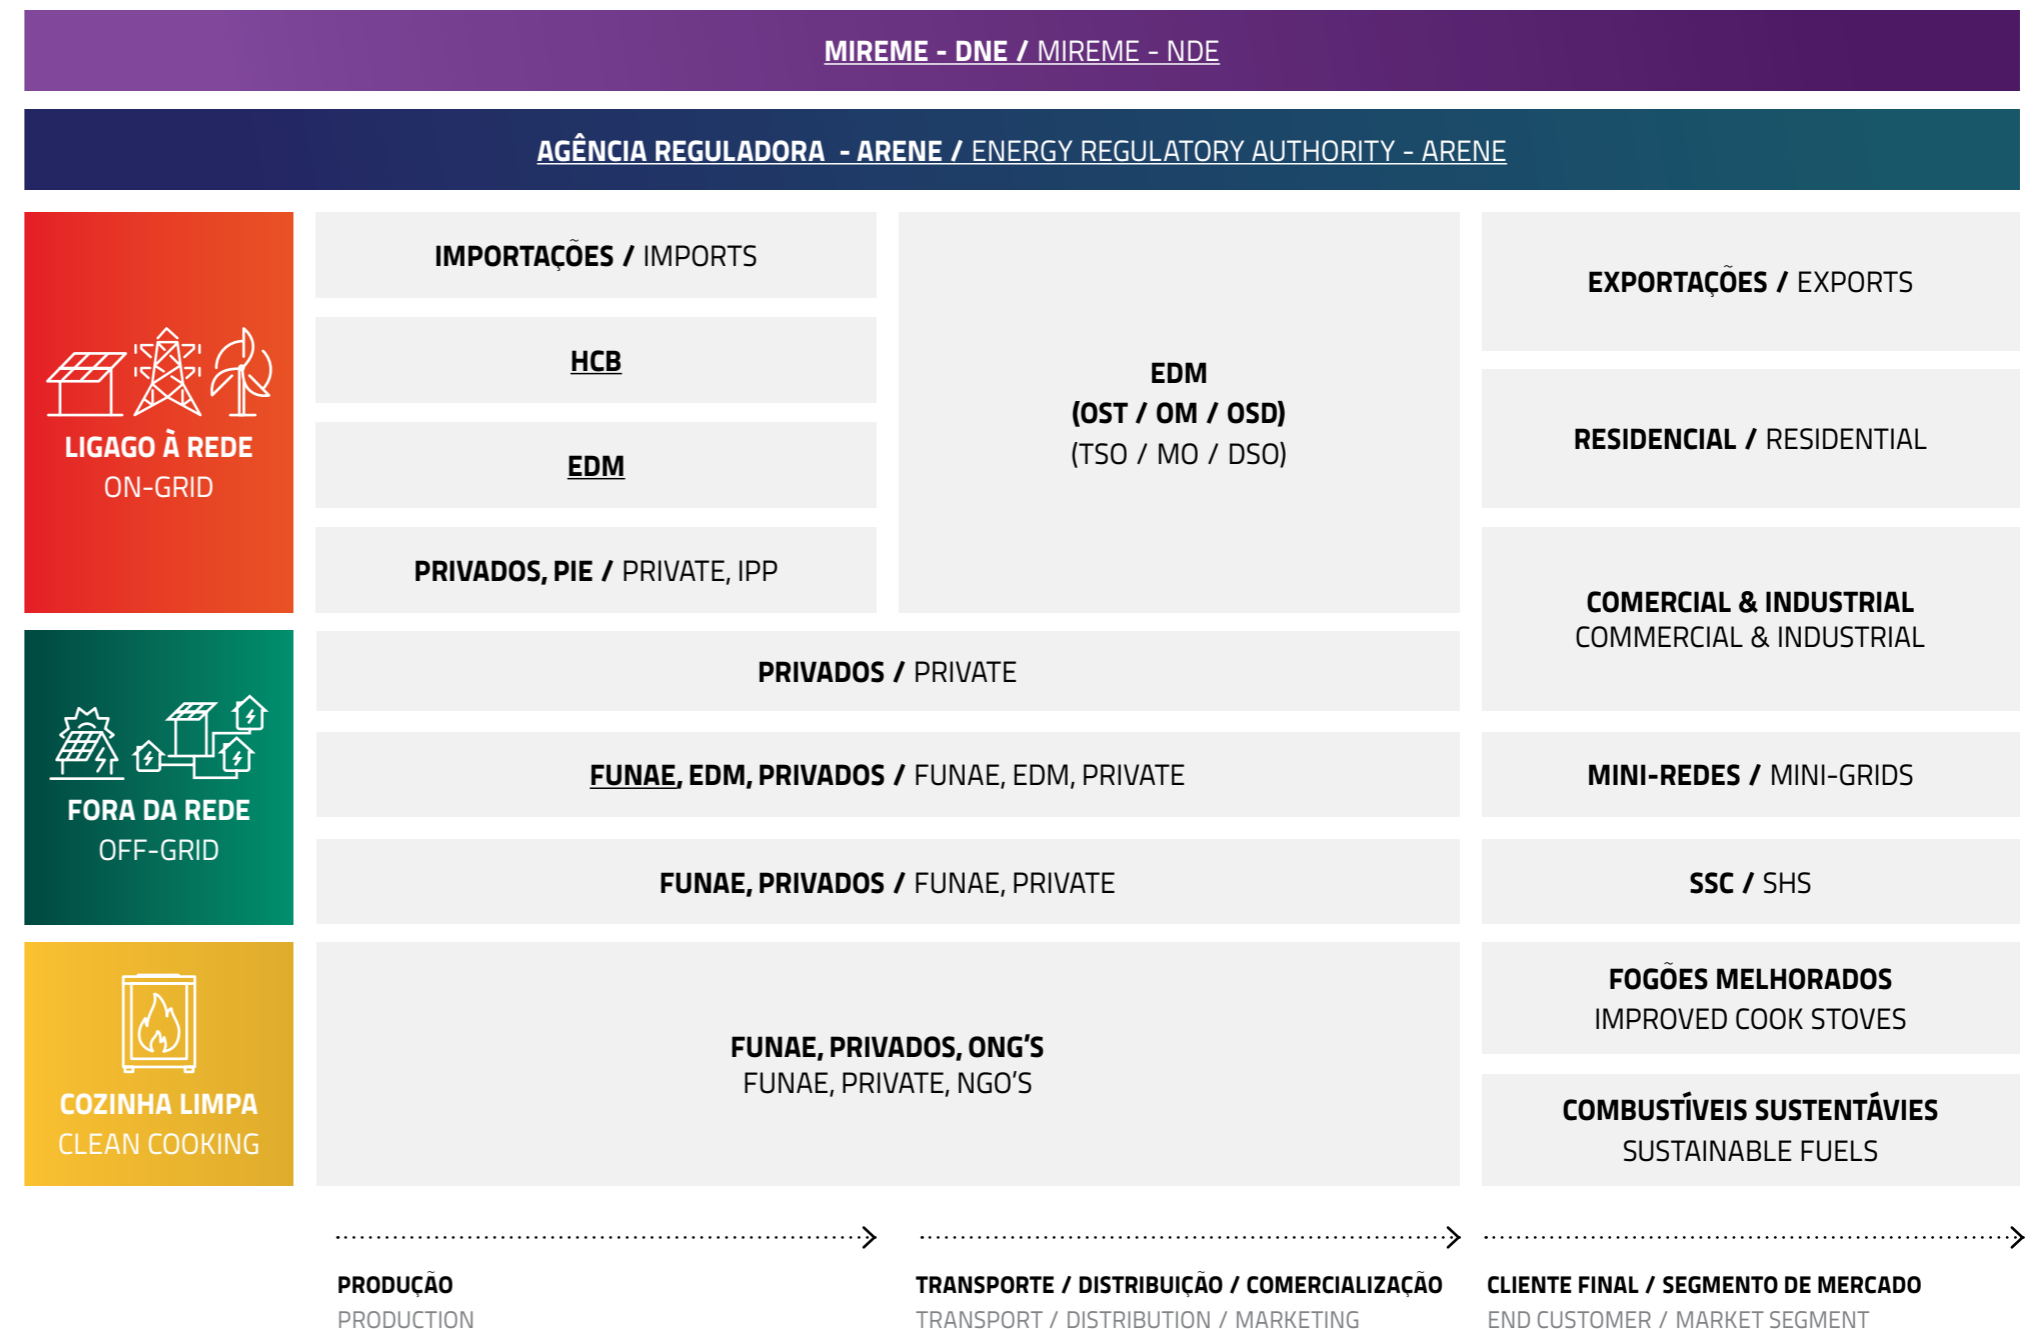 MIREME - DNE / MIREME - NDE
AGÊNCIA REGULADORA - ARENE / ENERGY REGULATORY AUTHORITY - ARENE
LIGAGO À REDE
ON-GRID
IMPORTAÇÕES / IMPORTS
HCB
EDM
PRIVADOS, PIE / PRIVATE, IPP
EDM
(OST / OM / OSD)
(TSO / MO / DSO)
EXPORTAÇÕES / EXPORTS
RESIDENCIAL / RESIDENTIAL
COMERCIAL & INDUSTRIAL
COMMERCIAL & INDUSTRIAL
FORA DA REDE
OFF-GRID
PRIVADOS / PRIVATE
FUNAE, EDM, PRIVADOS / FUNAE, EDM, PRIVATE
MINI-REDES / MINI-GRIDS
FUNAE, PRIVADOS / FUNAE, PRIVATE
SSC / SHS
COZINHA LIMPA
CLEAN COOKING
FUNAE, PRIVADOS, ONG'S
FUNAE, PRIVATE, NGO'S
FOGÕES MELHORADOS
IMPROVED COOK STOVES
COMBUSTÍVEIS SUSTENTÁVIES
SUSTAINABLE FUELS
PRODUÇÃO
PRODUCTION
TRANSPORTE / DISTRIBUIÇÃO / COMERCIALIZAÇÃO
TRANSPORT / DISTRIBUTION / MARKETING
CLIENTE FINAL / SEGMENTO DE MERCADO
END CUSTOMER / MARKET SEGMENT